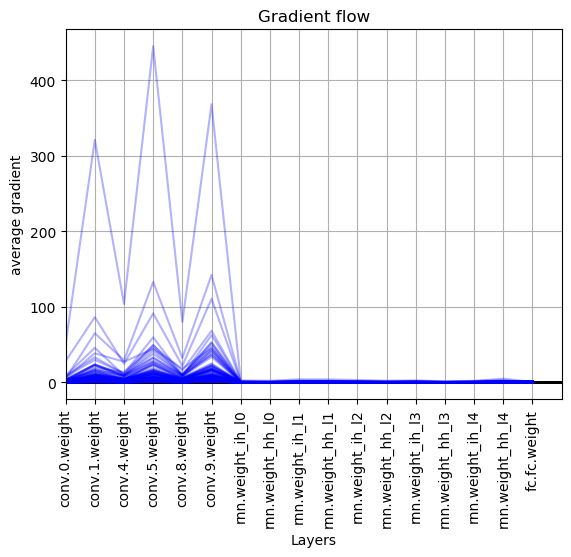 Gradient flow
average gradient
400
300
200
100
0
conv.0.weight
conv.1.weight
conv.4.weight
conv.5.weight
conv.8.weight
conv.9.weight
rnn.weight_ih_l0
rnn.weight_hh_l0
rnn.weight_ih_l1
rnn.weight_hh_l1
rnn.weight_ih_l2
rnn.weight_hh_l2
rnn.weight_ih_l3
rnn.weight_hh_l3
rnn.weight_ih_l4
rnn.weight_hh_l4
fc.fc.weight
Layers